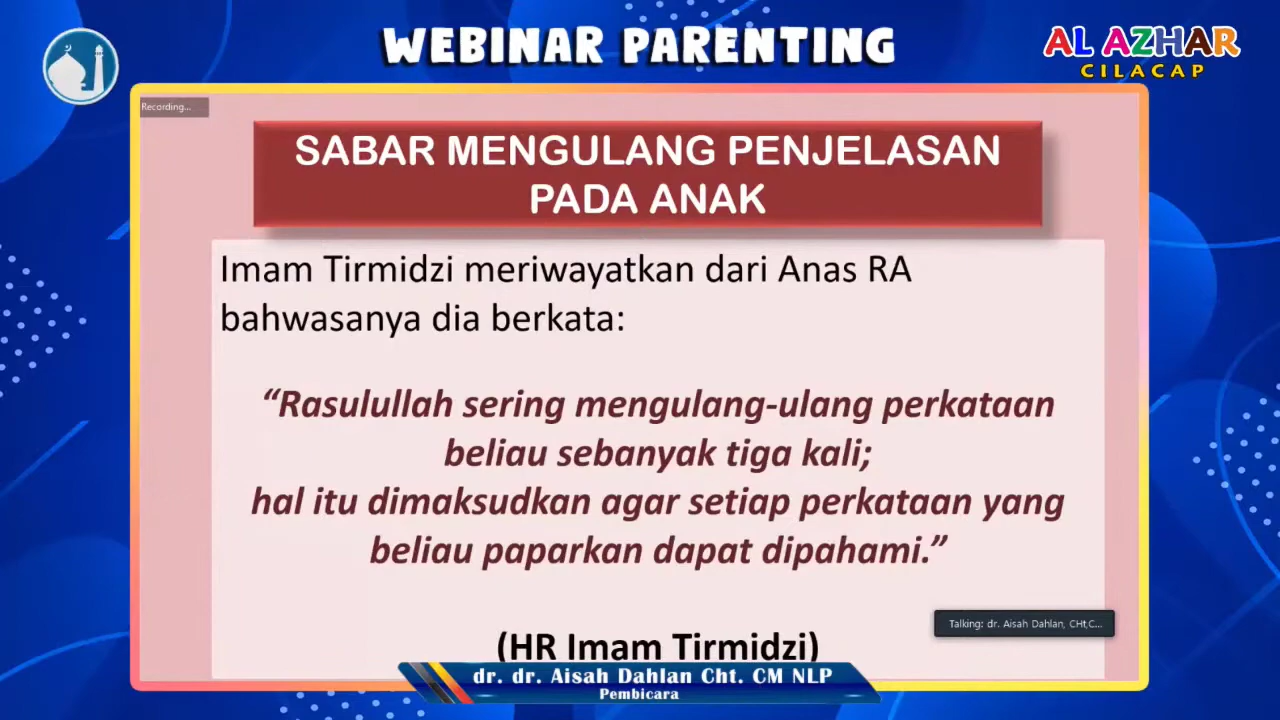 WEBINAR PARENTING
AL AZHAR
CILACAP
Recording...
SABAR MENGULANG PENJELASAN
PADA ANAK
Imam Tirmidzi meriwayatkan dari Anas RA
bahwasanya dia berkata:
“Rasulullah sering mengulang-ulang perkataan
beliau sebanyak tiga kali;
hal itu dimaksudkan agar setiap perkataan yang
beliau paparkan dapat dipahami.”
(HR Imam Tirmidzi)
Talking: dr. Aisah Dahlan, CHt,C...
dr. dr. Aisah Dahlan Cht. CM NLP
Pembicara